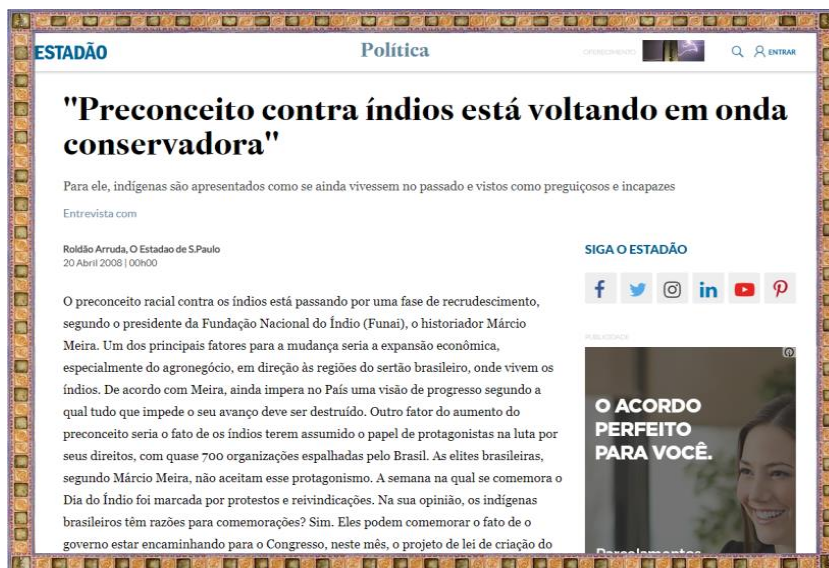 ESTADÃO
Política
OFERECIMENTO
ENTRAR
"Preconceito contra índios está voltando em onda
conservadora"
Para ele, indígenas são apresentados como se ainda vivessem no passado e vistos como preguiçosos e incapazes
Entrevista com
Roldão Arruda, O Estadao de S.Paulo
20 Abril 2008 | 00h00
O preconceito racial contra os índios está passando por uma fase de recrudescimento,
segundo o presidente da Fundação Nacional do Índio (Funai), o historiador Márcio
Meira. Um dos principais fatores para a mudança seria a expansão econômica,
especialmente do agronegócio, em direção às regiões do sertão brasileiro, onde vivem os
índios. De acordo com Meira, ainda impera no País uma visão de progresso segundo a
qual tudo que impede o seu avanço deve ser destruído. Outro fator do aumento do
preconceito seria o fato de os índios terem assumido o papel de protagonistas na luta por
seus direitos, com quase 700 organizações espalhadas pelo Brasil. As elites brasileiras,
segundo Márcio Meira, não aceitam esse protagonismo. A semana na qual se comemora o
Dia do Índio foi marcada por protestos e reivindicações. Na sua opinião, os indígenas
brasileiros têm razões para comemorações? Sim. Eles podem comemorar o fato de o
governo estar encaminhando para o Congresso, neste mês, o projeto de lei de criação do
SIGA O ESTADÃO
PUBLICIDADE
O ACORDO
PERFEITO
PARA VOCÊ.
Parcelamentos